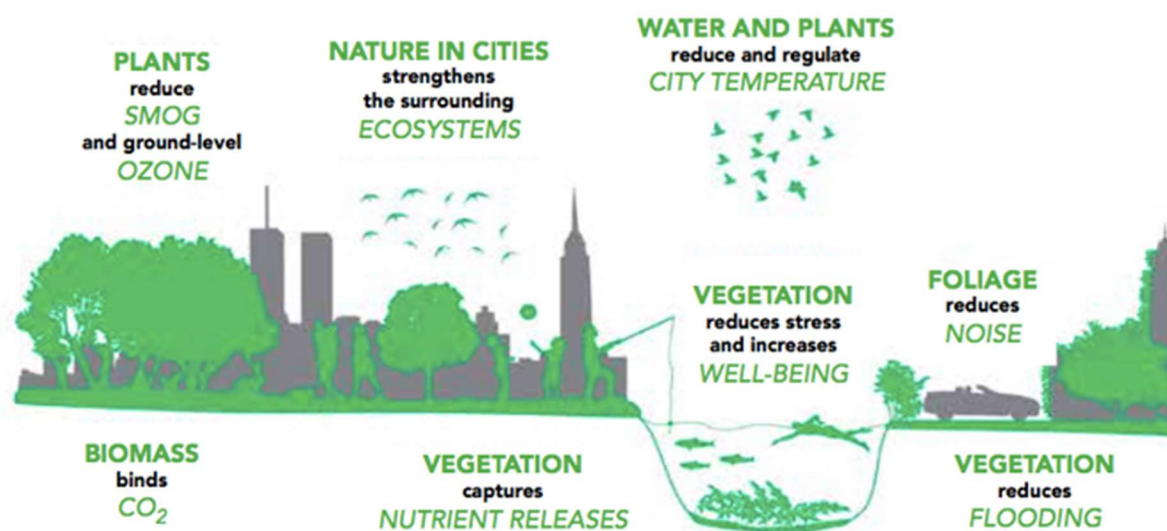 PLANTS
reduce
SMOG
and ground-level
OZONE
NATURE IN CITIES
strengthens
the surrounding
ECOSYSTEMS
WATER AND PLANTS
reduce and regulate
CITY TEMPERATURE
VEGETATION
reduces stress
and increases
WELL-BEING
FOLIAGE
reduces
NOISE
BIOMASS
binds
CO₂
VEGETATION
captures
NUTRIENT RELEASES
VEGETATION
reduces
FLOODING